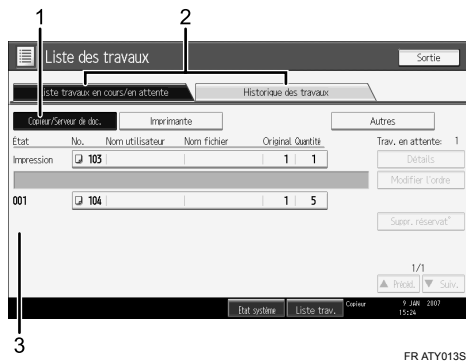 1
2
Liste des travaux
Sortie
Liste travaux en cours/en attente
Historique des travaux
Copieur/Serveur de doc.
Imprimante
Autres
État No. Nom utilisateur Nom fichier Original Quantité Trav. en attente: 1
Impression 103 1 1 Détails
Modifier l'ordre
001 104 1 5
Suppr. réservat°
1/1
▲ Précéd. ▼ Suiv.
Etat système Liste trav. Copieur 9 JAN 2007
15:24
3
FR ATY013S